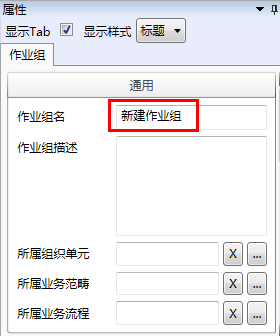 属性
显示Tab 显示样式 标题
作业组
通用
作业组名 新建作业组
作业组描述
所属组织单元 X ...
所属业务范畴 X ...
所属业务流程 X ...